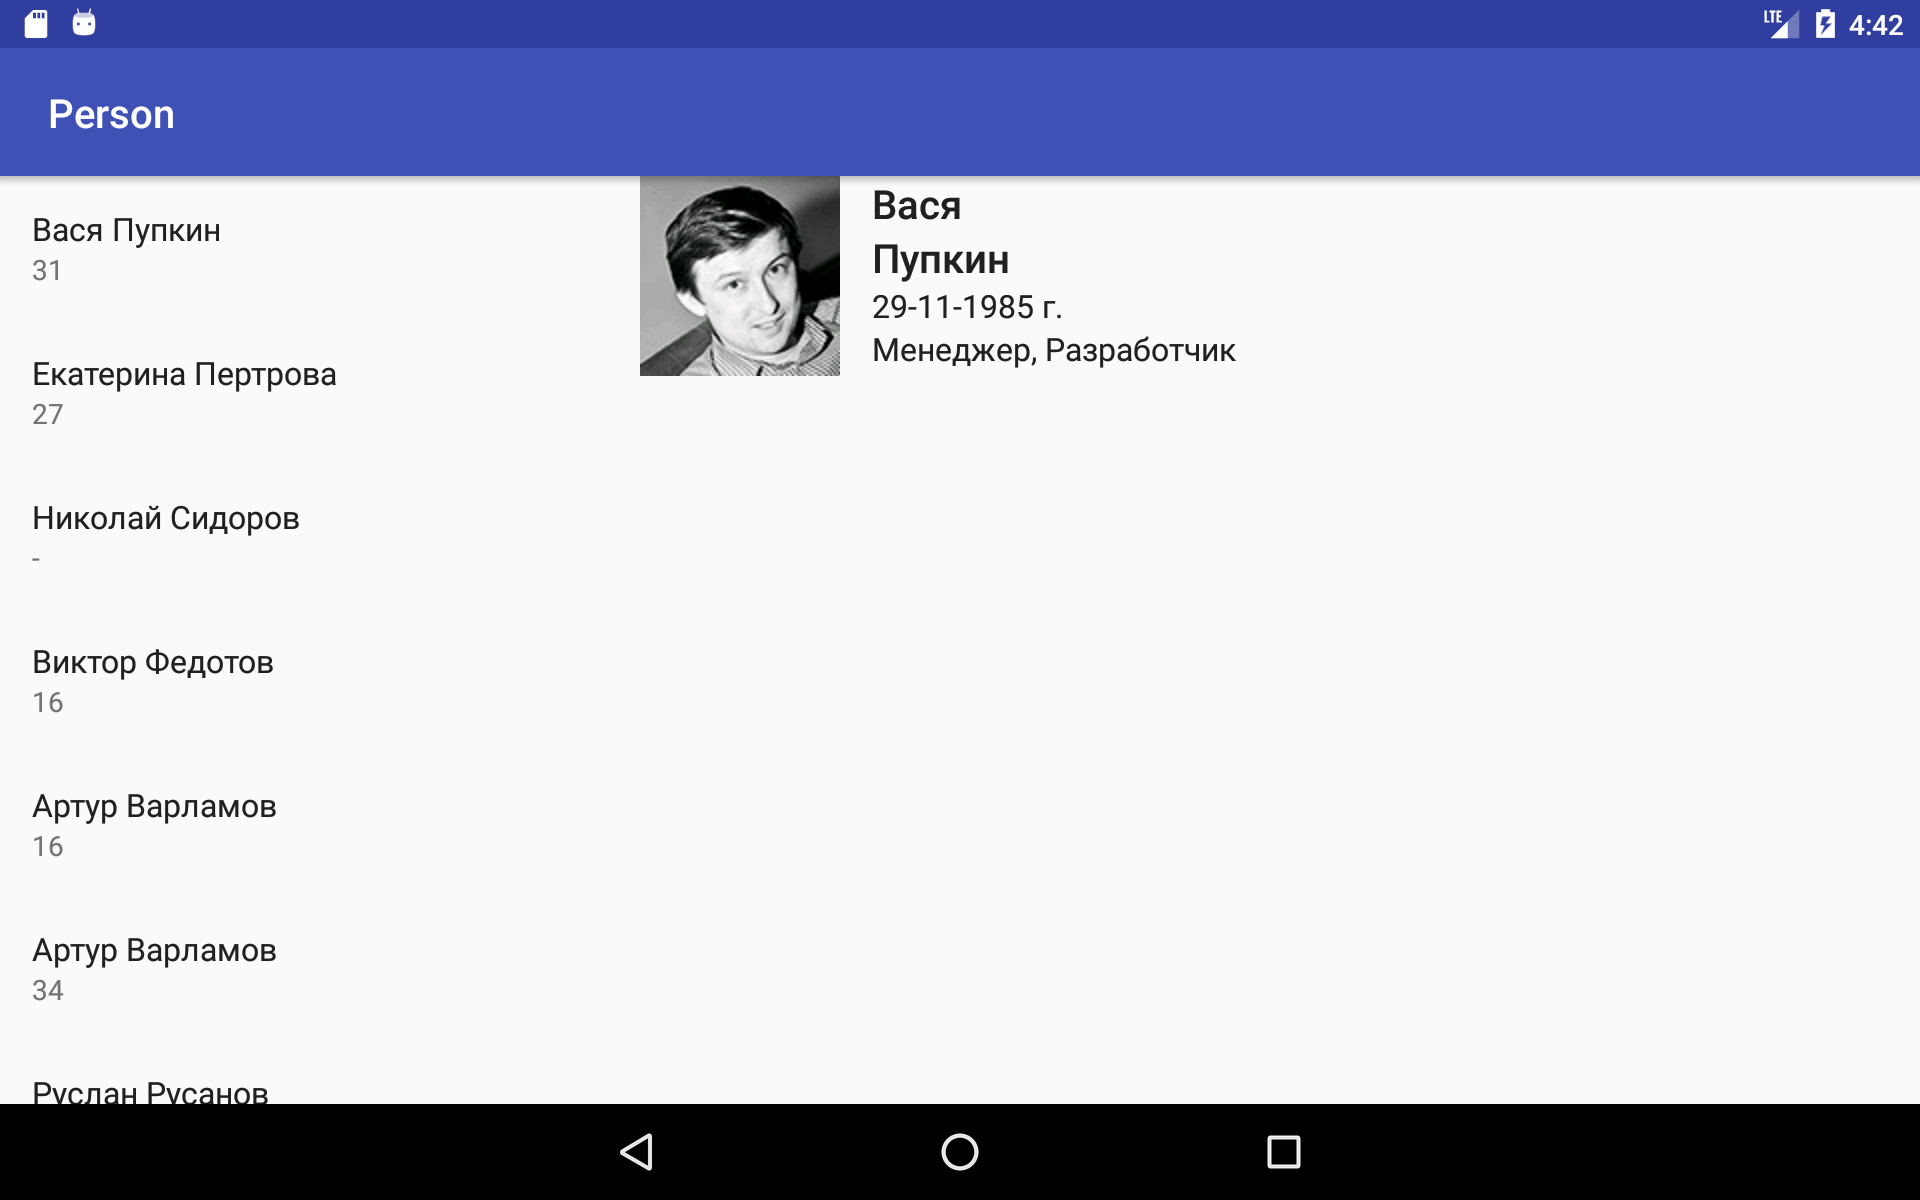 LTE 4:42
Person
Вася Пупкин
31
Екатерина Пертрова
27
Николай Сидоров
-
Виктор Федотов
16
Артур Варламов
16
Артур Варламов
34
Руслан Русанов
Вася
Пупкин
29-11-1985 г.
Менеджер, Разработчик